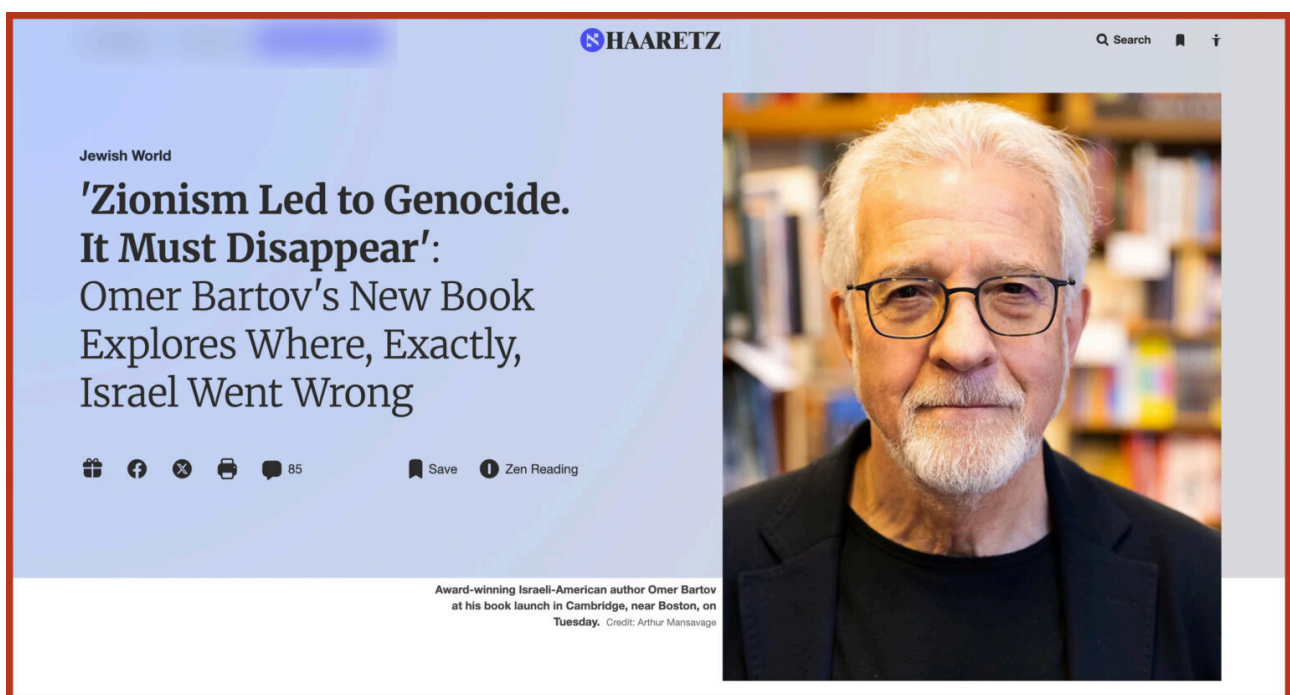 HAARETZ
Search
Jewish World
'Zionism Led to Genocide.
It Must Disappear':
Omer Bartov's New Book
Explores Where, Exactly,
Israel Went Wrong
85
Save
Zen Reading
Award-winning Israeli-American author Omer Bartov
at his book launch in Cambridge, near Boston, on
Tuesday. Credit: Arthur Mansavage